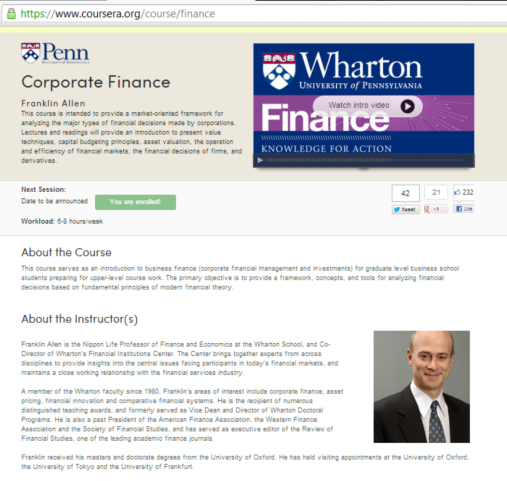 https://www.coursera.org/course/finance
Penn
UNIVERSITY OF PENNSYLVANIA
Corporate Finance
Franklin Allen
This course is intended to provide a market-oriented framework for
analyzing the major types of financial decisions made by corporations.
Lectures and readings will provide an introduction to present value
techniques, capital budgeting principles, asset valuation, the operation
and efficiency of financial markets, the financial decisions of firms, and
derivatives.
Wharton
UNIVERSITY of PENNSYLVANIA
Watch intro video
Finance
KNOWLEDGE FOR ACTION
Next Session:
Date to be announced
You are enrolled!
Workload: 6-8 hours/week
42
21
232
Tweet
+1
Like
About the Course
This course serves as an introduction to business finance (corporate financial management and investments) for graduate level business school
students preparing for upper-level course work. The primary objective is to provide a framework, concepts, and tools for analyzing financial
decisions based on fundamental principles of modern financial theory.
About the Instructor(s)
Franklin Allen is the Nippon Life Professor of Finance and Economics at the Wharton School, and Co-
Director of Wharton's Financial Institutions Center. The Center brings together experts from across
disciplines to provide insights into the central issues facing participants in today's financial markets, and
maintains a close working relationship with the financial services industry.
A member of the Wharton faculty since 1980, Franklin's areas of interest include corporate finance, asset
pricing, financial innovation and comparative financial systems. He is the recipient of numerous
distinguished teaching awards, and formerly served as Vice Dean and Director of Wharton Doctoral
Programs. He is also a past President of the American Finance Association, the Western Finance
Association and the Society of Financial Studies, and has served as executive editor of the Review of
Financial Studies, one of the leading academic finance journals.
Franklin received his masters and doctorate degrees from the University of Oxford. He has held visiting appointments at the University of Oxford,
the University of Tokyo and the University of Frankfurt.